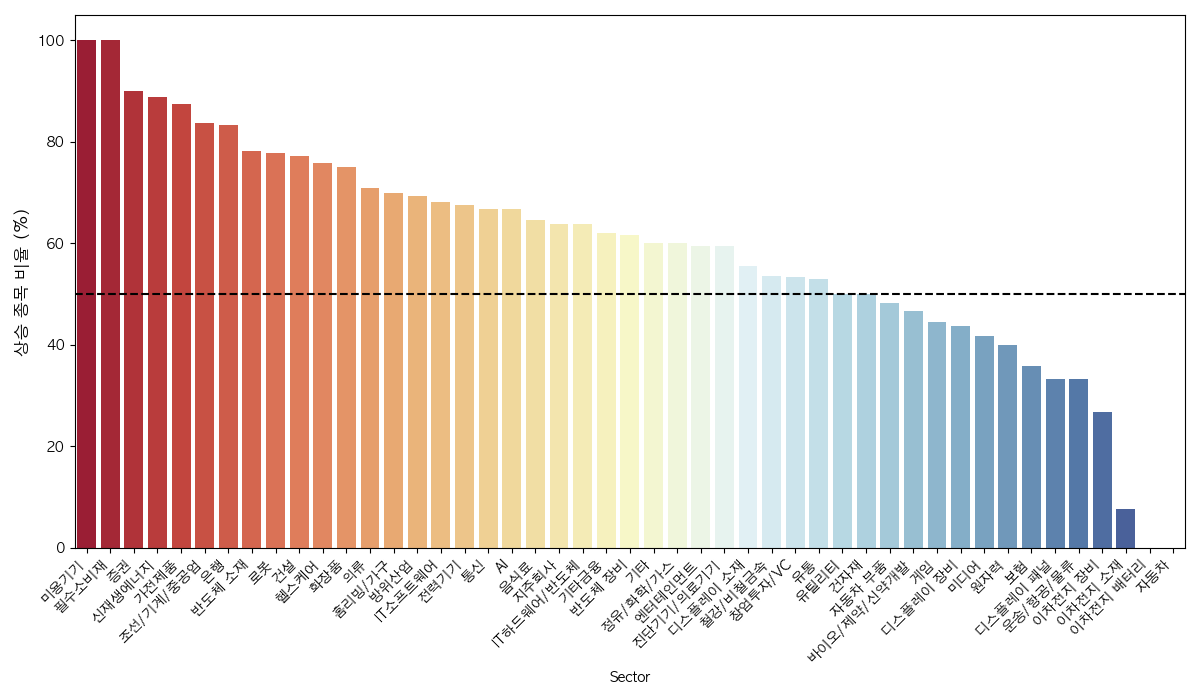 100
80
60
40
20
0
상승 종목 비율 (%)
미용기기
필수소비재
증권
신재생에너지
가전제품
조선/기계/중공업
은행
반도체 소재
로봇
건설
헬스케어
화장품
의류
홈리빙/가구
방위산업
IT소프트웨어
전력기기
통신
AI
음식료
지주회사
IT하드웨어/반도체
기타금융
반도체 장비
기타
정유/화학/가스
엔터테인먼트
진단기기/의료기기
디스플레이 소재
철강/비철금속
창업투자/VC
유통
유틸리티
건자재
자동차 부품
바이오/제약/신약개발
게임
디스플레이 장비
미디어
원자력
보험
디스플레이 패널
운송/항공/물류
이차전지 장비
이차전지 소재
이차전지 배터리
자동차
Sector